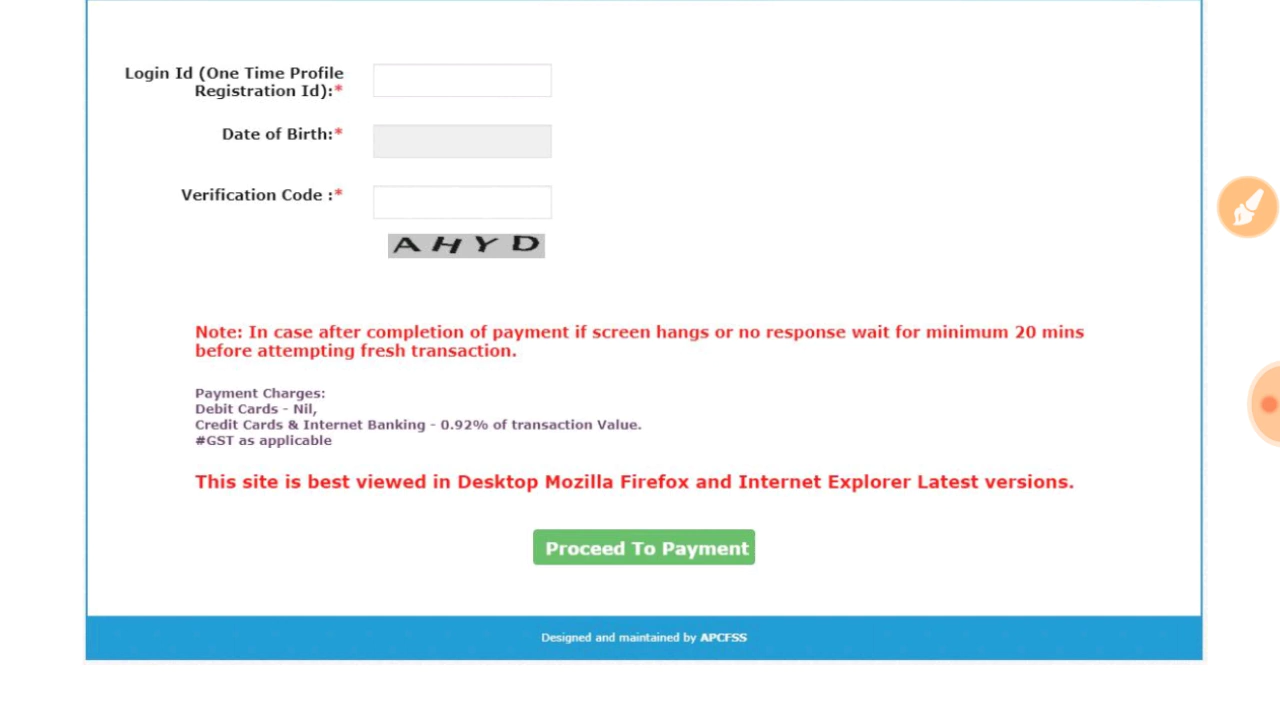 Login Id (One Time Profile
Registration Id):*
Date of Birth:*
Verification Code :*
AHYD
Note: In case after completion of payment if screen hangs or no response wait for minimum 20 mins
before attempting fresh transaction.
Payment Charges:
Debit Cards - Nil,
Credit Cards & Internet Banking - 0.92% of transaction Value.
#GST as applicable
This site is best viewed in Desktop Mozilla Firefox and Internet Explorer Latest versions.
Proceed To Payment
Designed and maintained by APCFSS